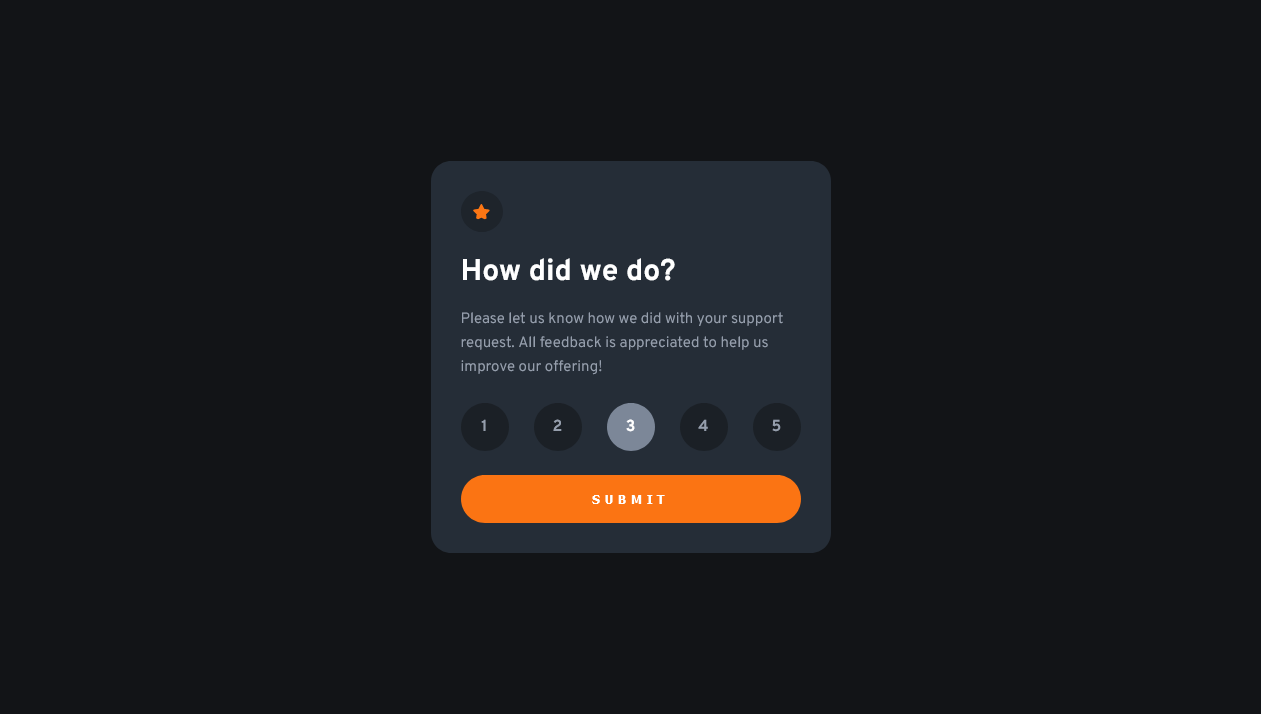 How did we do?
Please let us know how we did with your support
request. All feedback is appreciated to help us
improve our offering!
1 2 3 4 5
SUBMIT